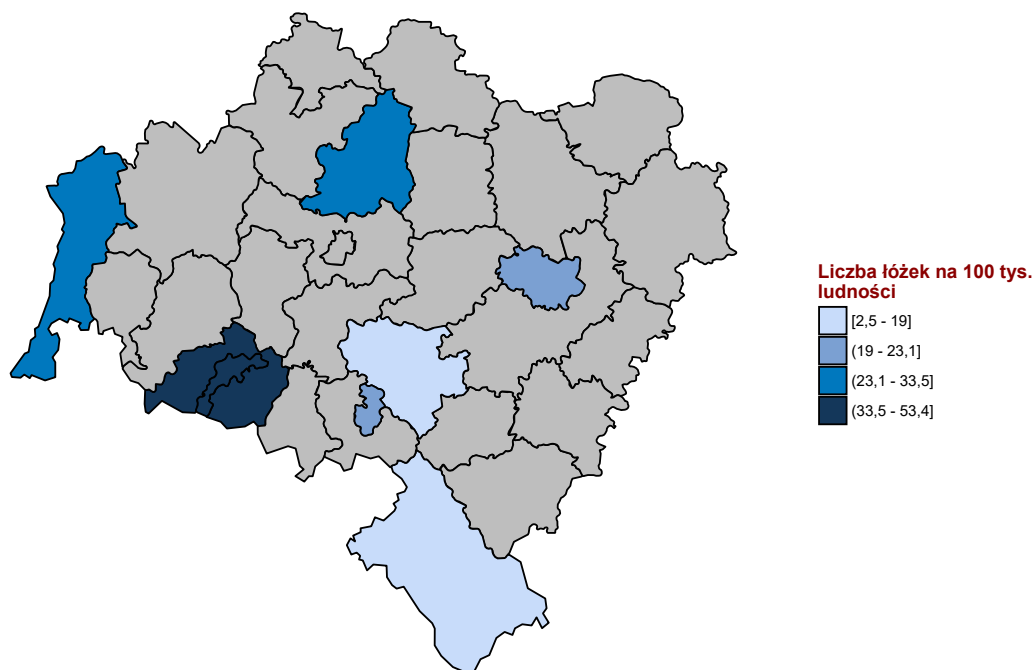 Liczba łóżek na 100 tys.
ludności
[2,5 - 19]
(19 - 23,1]
(23,1 - 33,5]
(33,5 - 53,4]